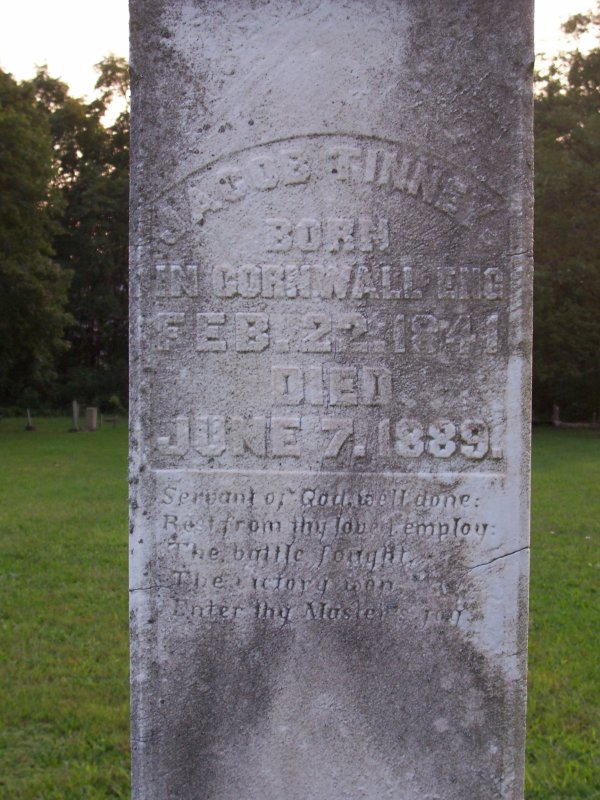 JACOB TINNEY
BORN
IN CORNWALL ENG
FEB. 22. 1841
DIED
JUNE 7. 1889.
Servant of God, well done:
Rest from thy loved employ:
The battle fought,
The victory won,
Enter thy Master's joy.